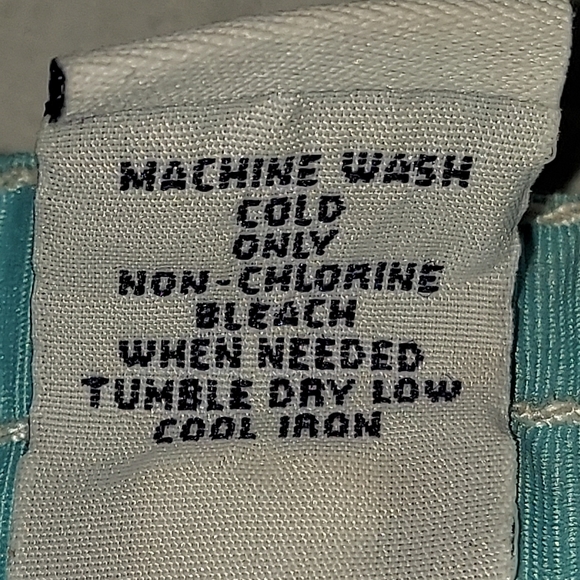 MACHINE WASH
COLD
ONLY
NON-CHLORINE
BLEACH
WHEN NEEDED
TUMBLE DRY LOW
COOL IRON